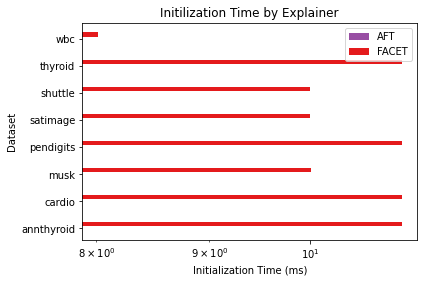 Initilization Time by Explainer
AFT
FACET
wbc
thyroid
shuttle
satimage
pendigits
musk
cardio
annthyroid
Dataset
8 × 10⁰
9 × 10⁰
10¹
Initialization Time (ms)